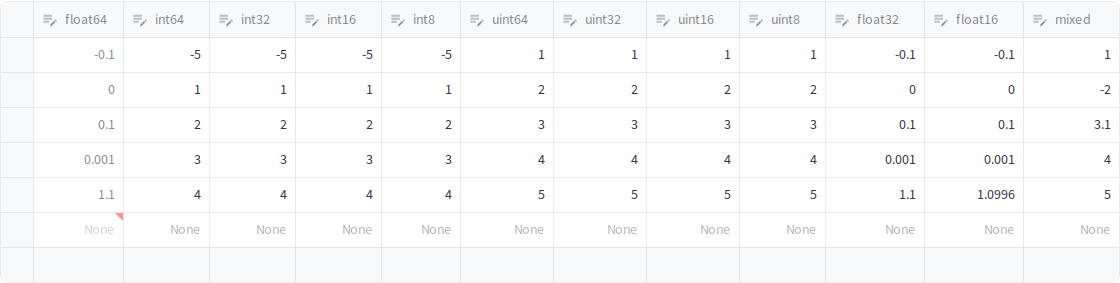 float64 int64 int32 int16 int8 uint64 uint32 uint16 uint8 float32 float16 mixed
-0.1 -5 -5 -5 -5 1 1 1 1 -0.1 -0.1 1
0 1 1 1 1 2 2 2 2 0 0 -2
0.1 2 2 2 2 3 3 3 3 0.1 0.1 3.1
0.001 3 3 3 3 4 4 4 4 0.001 0.001 4
1.1 4 4 4 4 5 5 5 5 1.1 1.0996 5
None None None None None None None None None None None None